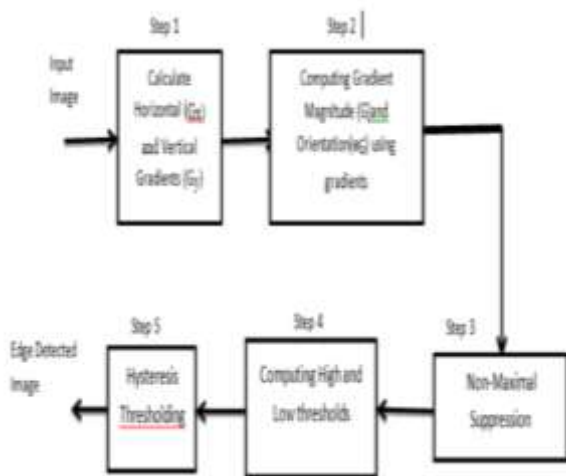 Step 1
Step 2
Input
Image
Calculate
Horizontal (Gx)
and Vertical
Gradients (Gy)
Computing Gradient
Magnitude (G)and
using
gradients
Step 3
Non-Maximal
Suppression
Step 4
Computing High and
Low thresholds
Step 5
Hysteresis
Thresholding
Edge Detected
Image